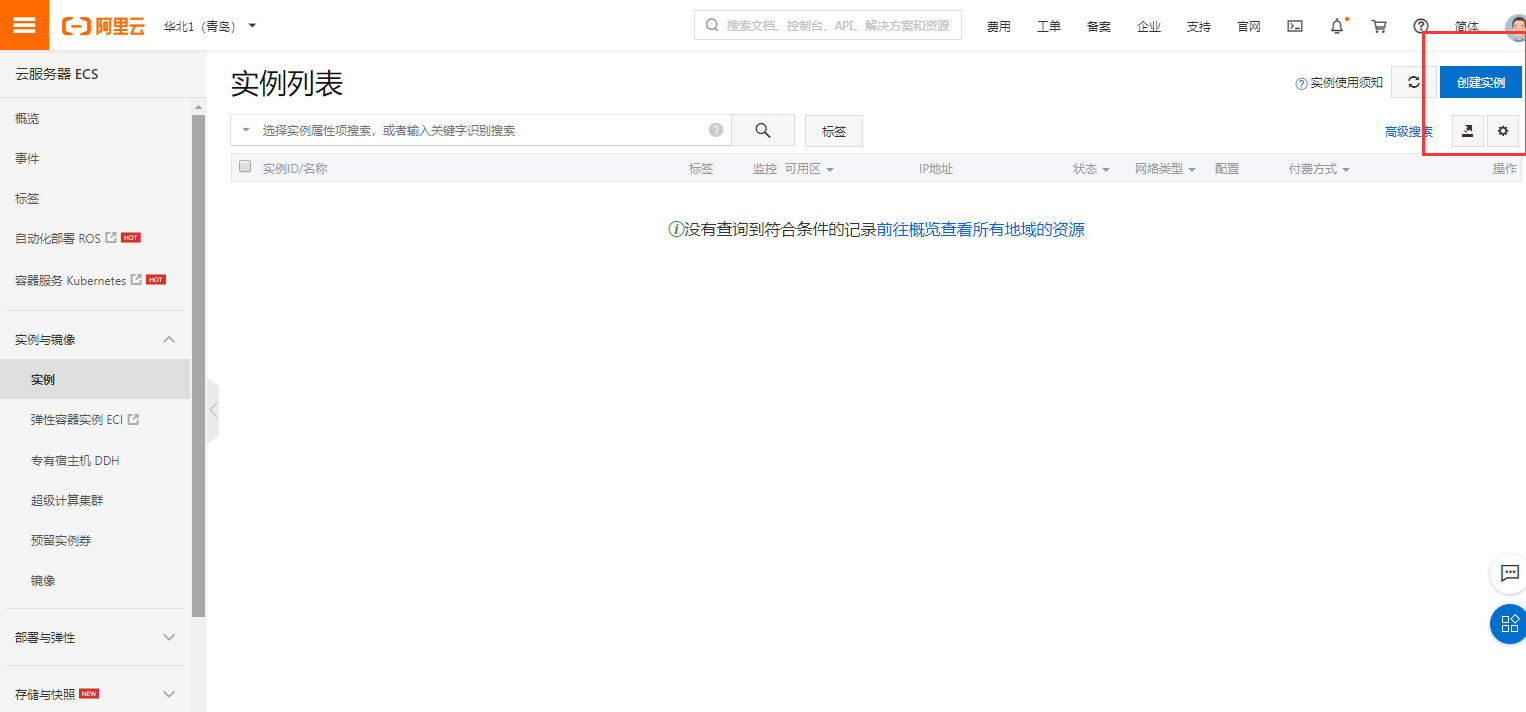 阿里云 华北1（青岛） 搜索文档、控制台、API、解决方案和资源 费用 工单 备案 企业 支持 官网 简体
云服务器 ECS
概览
事件
标签
自动化部署 ROS HOT
容器服务 Kubernetes HOT
实例与镜像
实例
弹性容器实例 ECI
专有宿主机 DDH
超级计算集群
预留实例券
镜像
部署与弹性
存储与快照 NEW
实例列表
实例使用须知 创建实例
选择实例属性项搜索，或者输入关键字识别搜索 标签 高级搜索
实例ID/名称 标签 监控 可用区 IP地址 状态 网络类型 配置 付费方式 操作
没有查询到符合条件的记录前往概览查看所有地域的资源